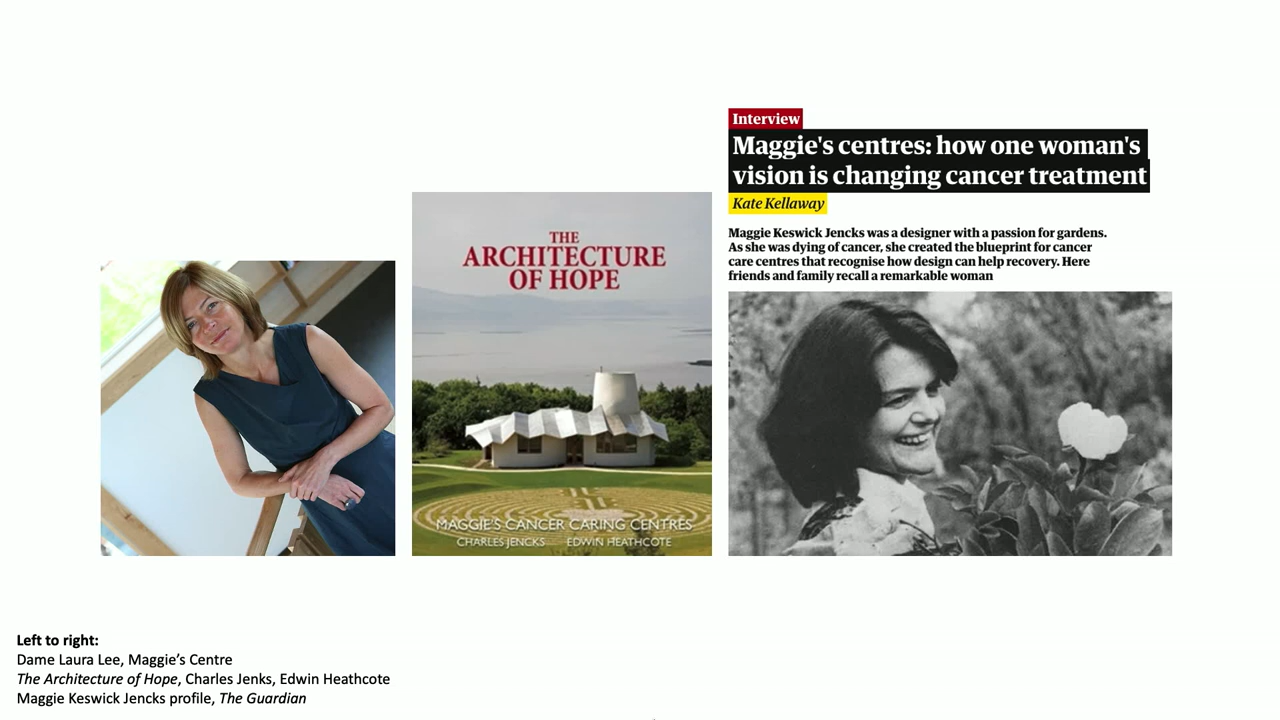 Interview
Maggie's centres: how one woman's
vision is changing cancer treatment
Kate Kellaway
Maggie Keswick Jencks was a designer with a passion for gardens.
As she was dying of cancer, she created the blueprint for cancer
care centres that recognise how design can help recovery. Here
friends and family recall a remarkable woman
THE
ARCHITECTURE
OF HOPE
MAGGIE'S CANCER CARING CENTRES
CHARLES JENCKS EDWIN HEATHCOTE
Left to right:
Dame Laura Lee, Maggie’s Centre
The Architecture of Hope, Charles Jenks, Edwin Heathcote
Maggie Keswick Jencks profile, The Guardian